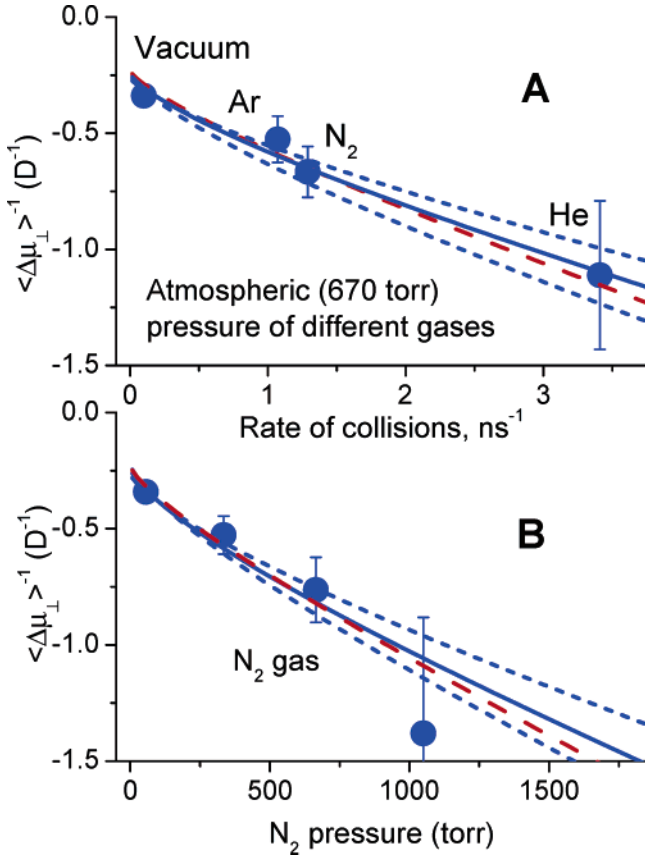 0.0
Vacuum
A
Ar
N₂
-0.5
He
-1.0
<Δμ⊥>⁻¹ (D⁻¹)
Atmospheric (670 torr)
pressure of different gases
-1.5
0 1 2 3
Rate of collisions, ns⁻¹
0.0
B
-0.5
N₂ gas
-1.0
<Δμ⊥>⁻¹ (D⁻¹)
-1.5
0 500 1000 1500
N₂ pressure (torr)